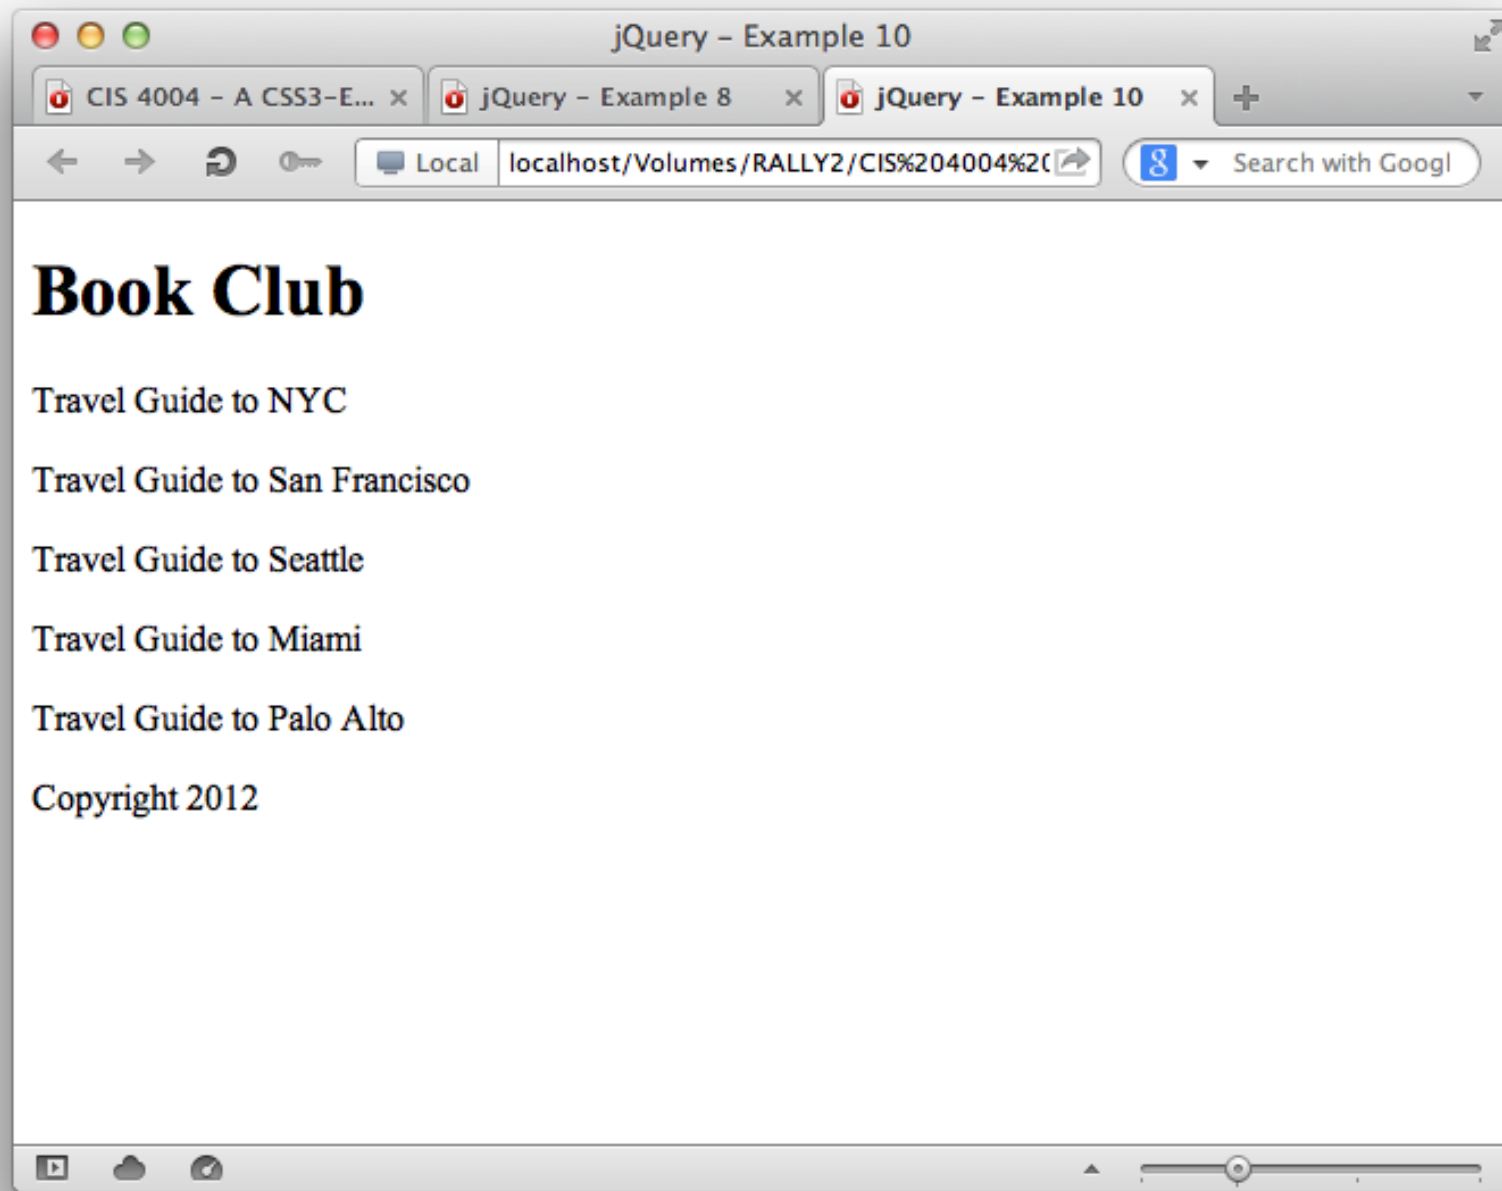 jQuery – Example 10
CIS 4004 – A CSS3–E... jQuery – Example 8 jQuery – Example 10
Local localhost/Volumes/RALLY2/CIS%204004%20 Search with Googl
Book Club
Travel Guide to NYC
Travel Guide to San Francisco
Travel Guide to Seattle
Travel Guide to Miami
Travel Guide to Palo Alto
Copyright 2012